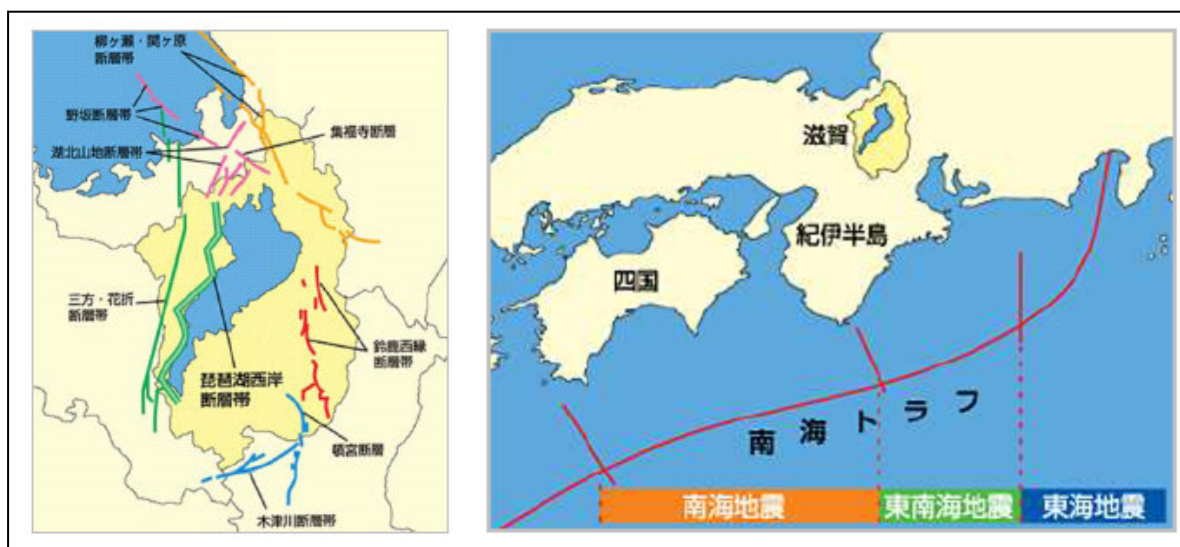 柳ヶ瀬・関ヶ原
断層帯
野坂断層帯
集福寺断層
湖北山地断層帯
三方・花折
断層帯
鈴鹿西縁
断層帯
琵琶湖西岸
断層帯
頓宮断層
木津川断層帯
滋賀
紀伊半島
四国
南海トラフ
南海地震
東南海地震
東海地震